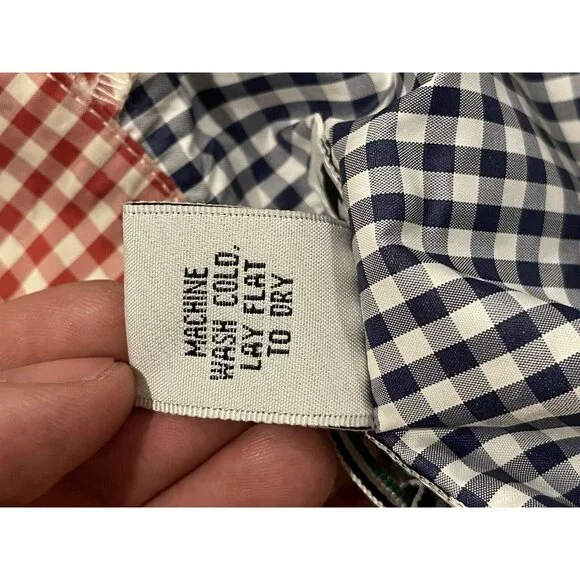 MACHINE
WASH COLD,
LAY FLAT
TO DRY